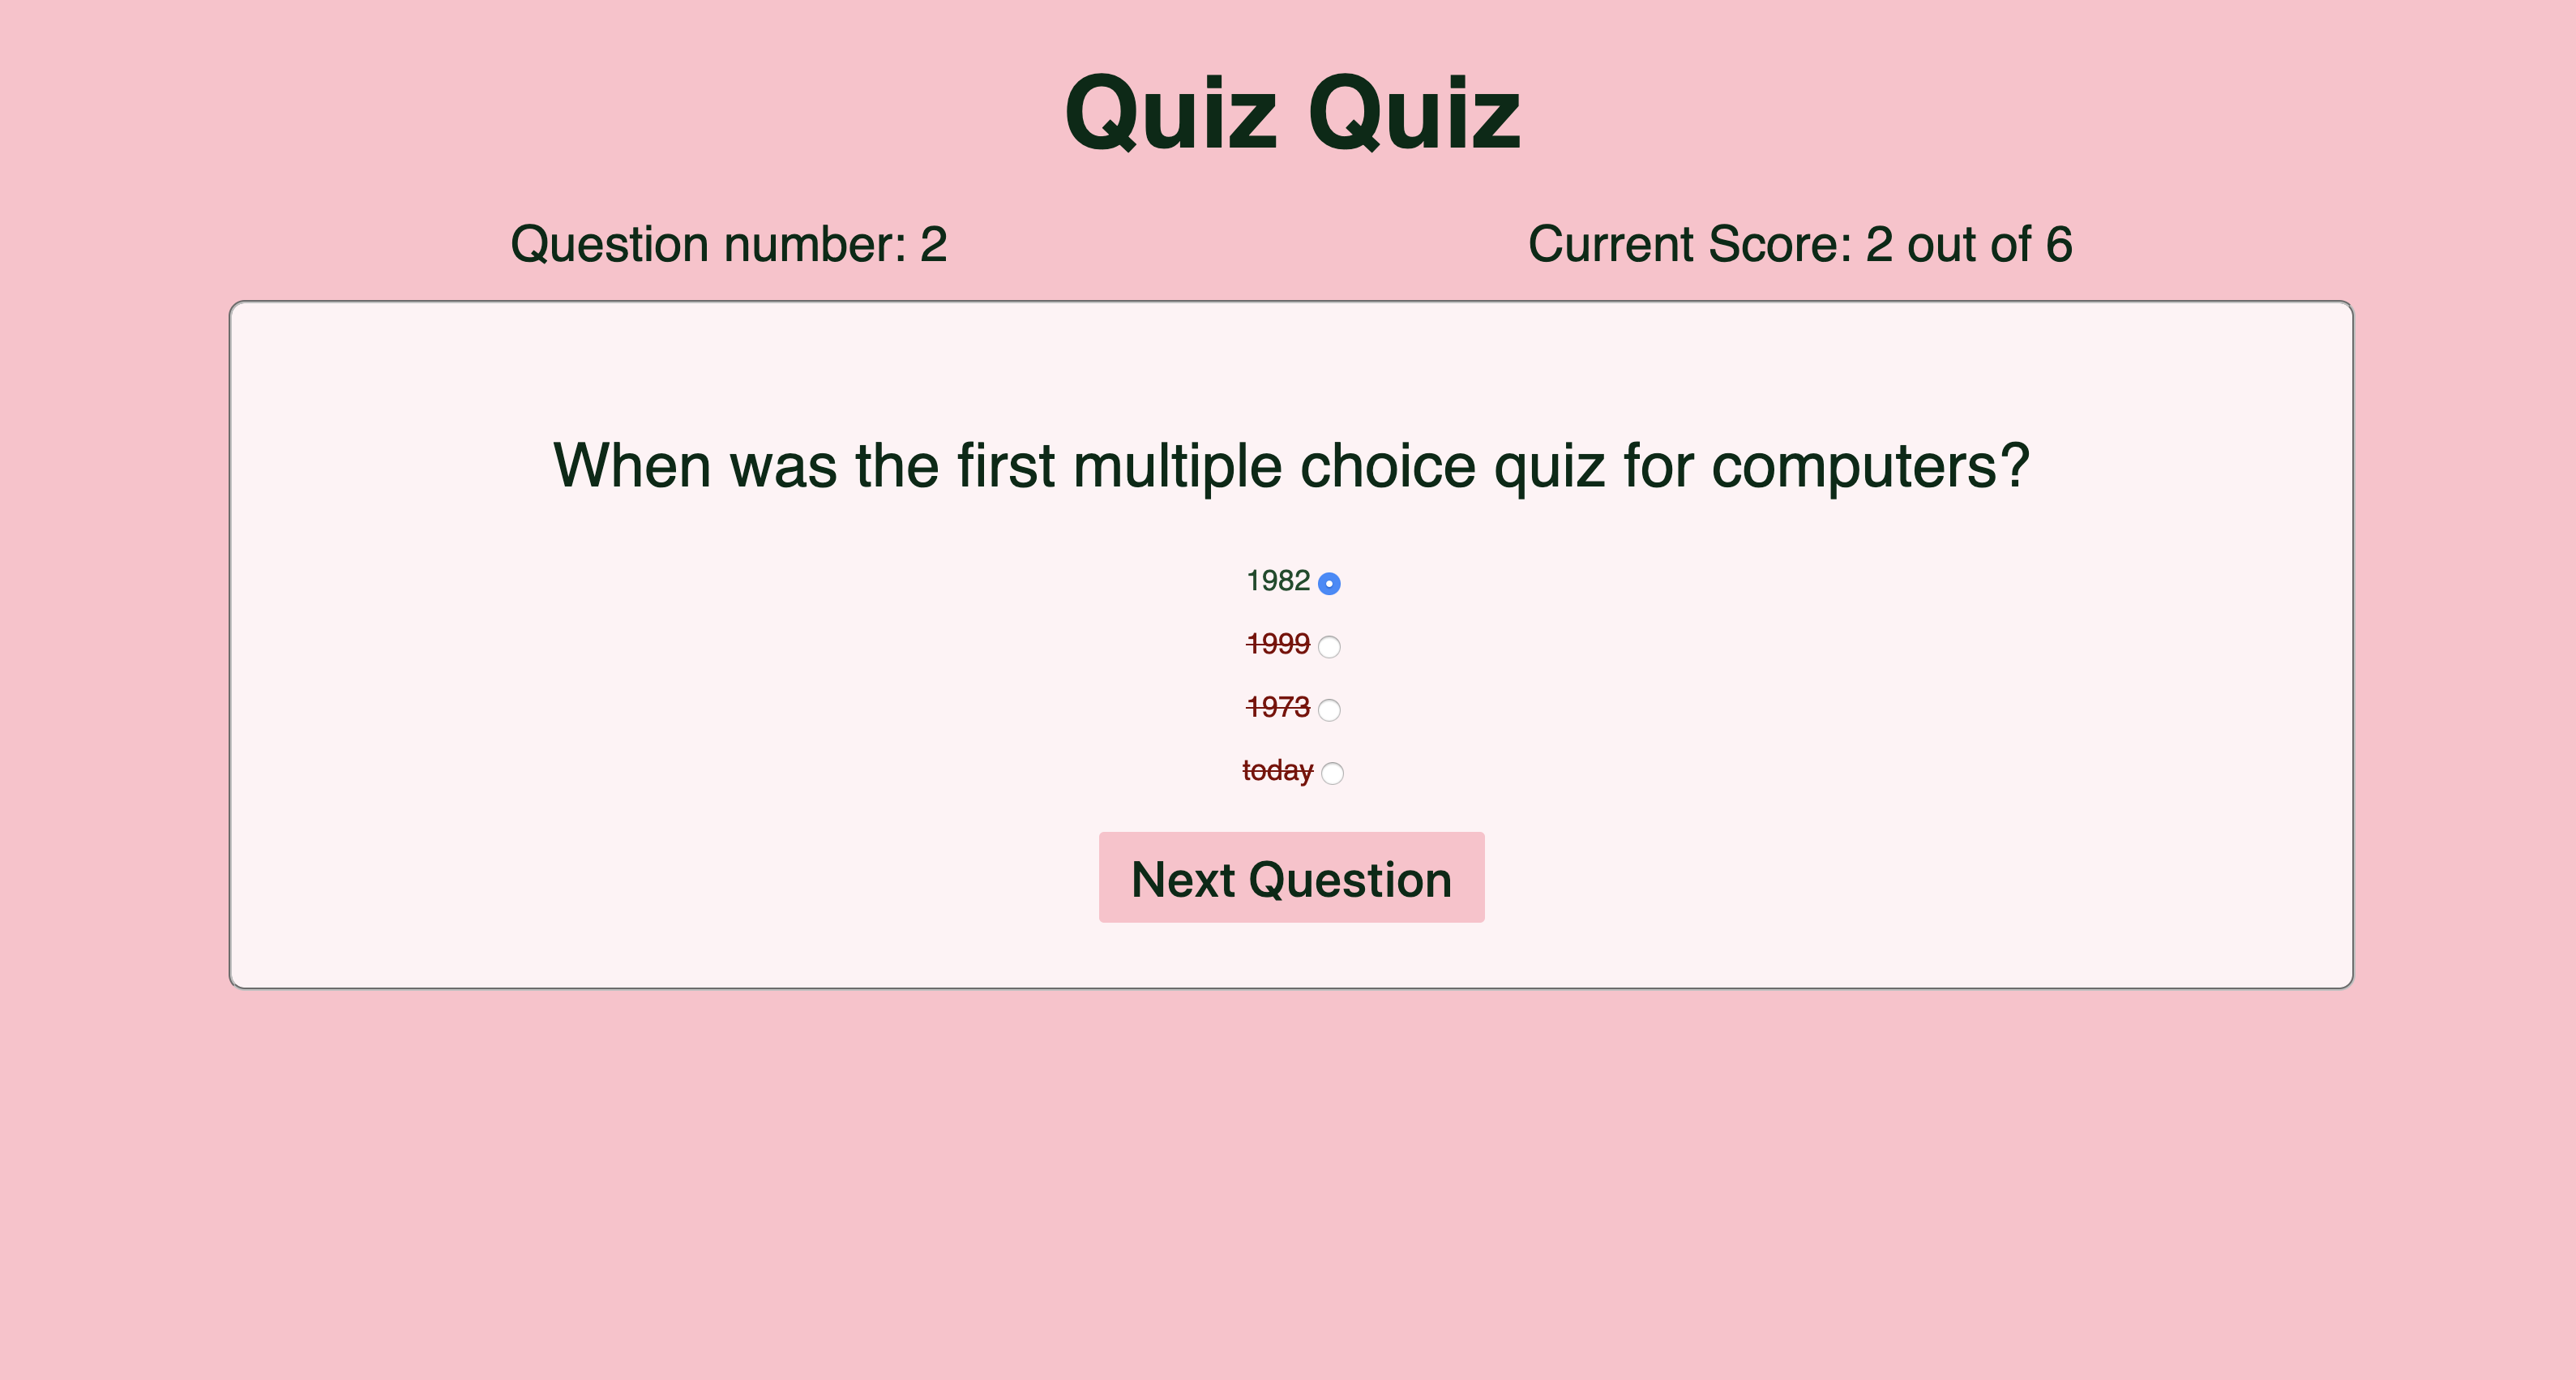 Quiz Quiz
Question number: 2
Current Score: 2 out of 6
When was the first multiple choice quiz for computers?
1982
1999
1973
today
Next Question